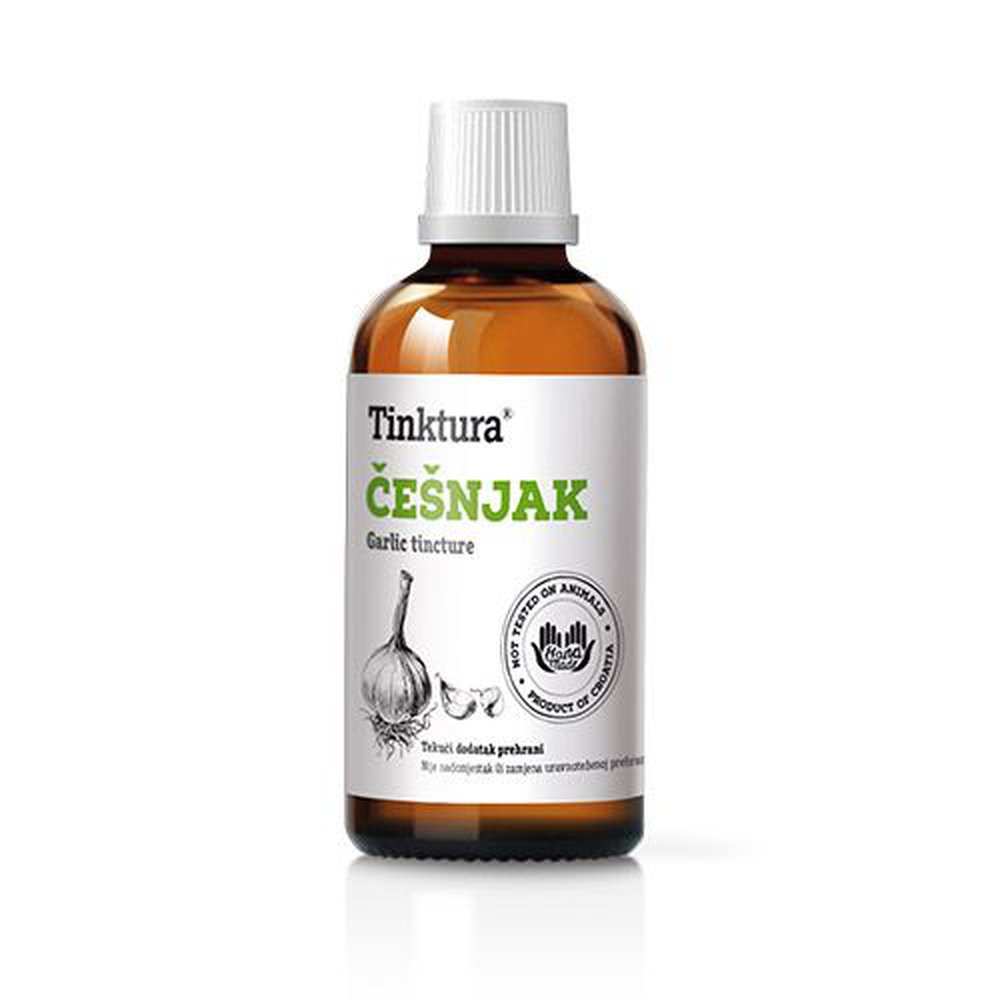 Tinktura®
ČEŠNJAK
Garlic tincture
NOT TESTED ON ANIMALS •
Hand
Made
• PRODUCT OF CROATIA
Tekući dodatak prehrani
Nije nadomjestak ili zamjena uravnoteženoj